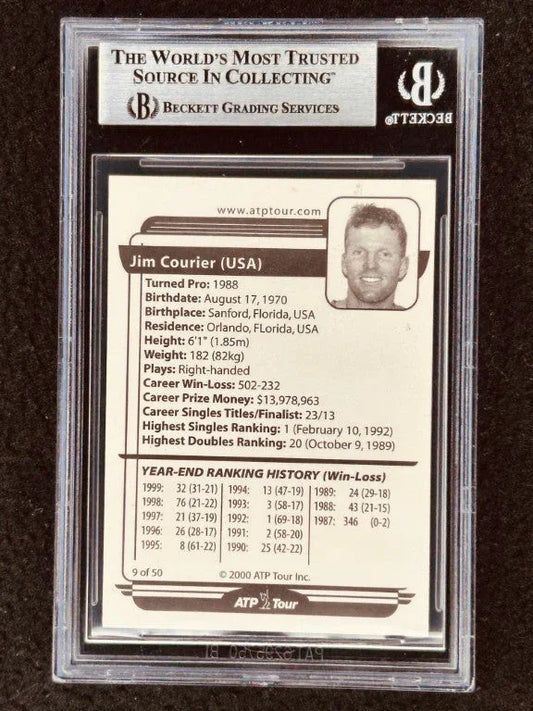 THE WORLD'S MOST TRUSTED
SOURCE IN COLLECTING™
B BECKETT GRADING SERVICES
B
BECKETT®
www.atptour.com
Jim Courier (USA)
Turned Pro: 1988
Birthdate: August 17, 1970
Birthplace: Sanford, Florida, USA
Residence: Orlando, FLorida, USA
Height: 6'1" (1.85m)
Weight: 182 (82kg)
Plays: Right-handed
Career Win-Loss: 502-232
Career Prize Money: $13,978,963
Career Singles Titles/Finalist: 23/13
Highest Singles Ranking: 1 (February 10, 1992)
Highest Doubles Ranking: 20 (October 9, 1989)
YEAR-END RANKING HISTORY (Win-Loss)
1999: 32 (31-21) 1994: 13 (47-19) 1989: 24 (29-18)
1998: 76 (21-22) 1993: 3 (58-17) 1988: 43 (21-15)
1997: 21 (37-19) 1992: 1 (69-18) 1987: 346 (0-2)
1996: 26 (28-17) 1991: 2 (58-20)
1995: 8 (61-22) 1990: 25 (42-22)
9 of 50 © 2000 ATP Tour Inc.
ATP Tour